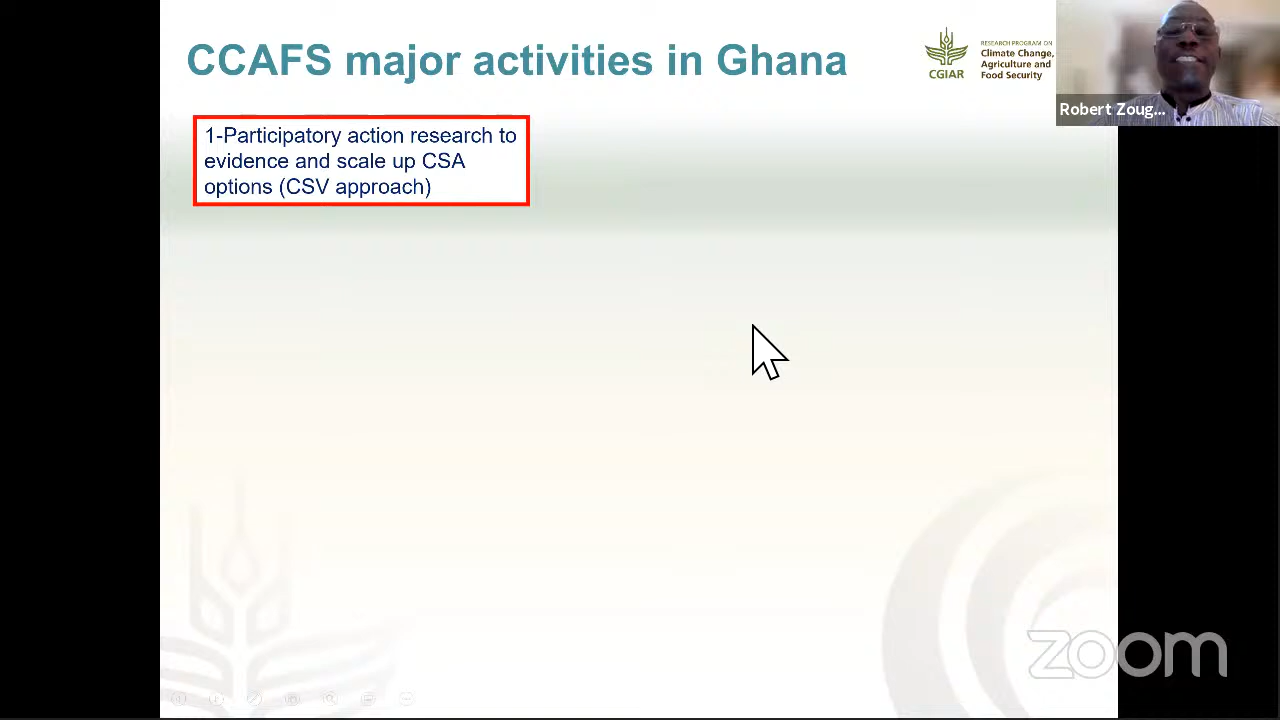 CCAFS major activities in Ghana
CGIAR
RESEARCH PROGRAM ON
Climate Change,
Agriculture and
Food Security
Robert Zoug...
1-Participatory action research to
evidence and scale up CSA
options (CSV approach)
zoom